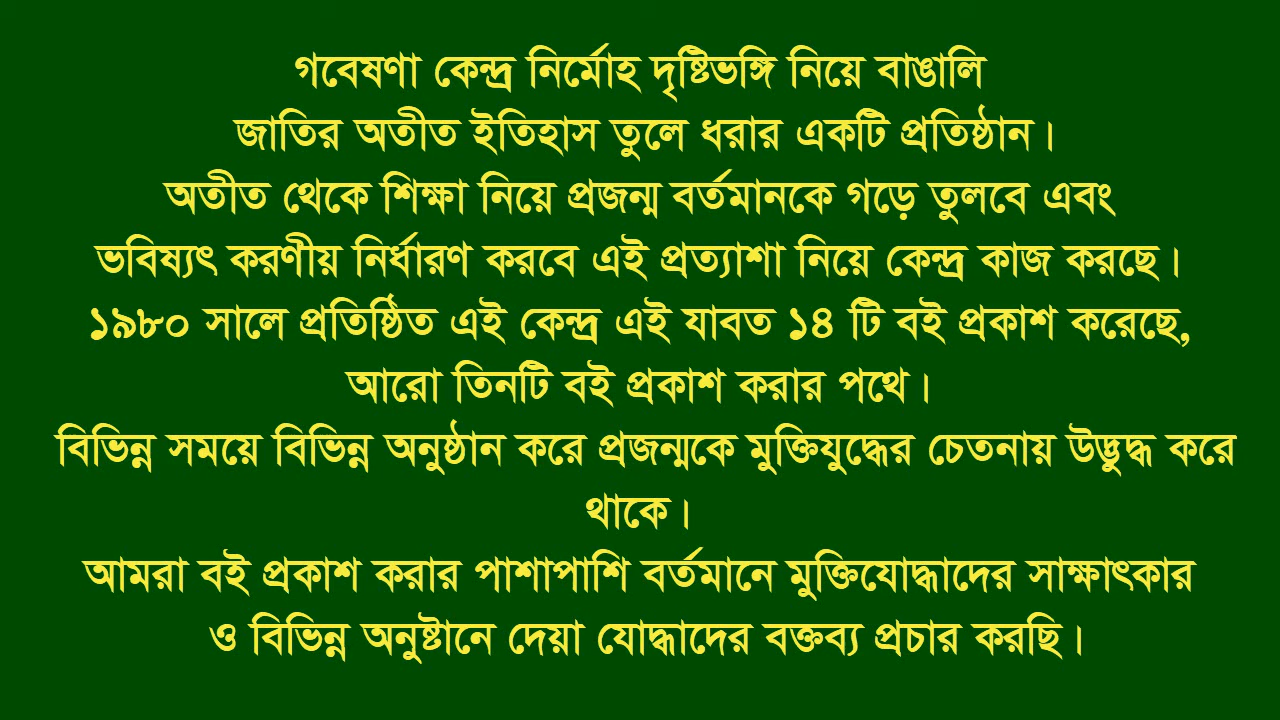 গবেষণা কেন্দ্র নির্মোহ দৃষ্টিভঙ্গি নিয়ে বাঙালি
জাতির অতীত ইতিহাস তুলে ধরার একটি প্রতিষ্ঠান।
অতীত থেকে শিক্ষা নিয়ে প্রজন্ম বর্তমানকে গড়ে তুলবে এবং
ভবিষ্যৎ করণীয় নির্ধারণ করবে এই প্রত্যাশা নিয়ে কেন্দ্র কাজ করছে।
১৯৮০ সালে প্রতিষ্ঠিত এই কেন্দ্র এই যাবত ১৪ টি বই প্রকাশ করেছে,
আরো তিনটি বই প্রকাশ করার পথে।
বিভিন্ন সময়ে বিভিন্ন অনুষ্ঠান করে প্রজন্মকে মুক্তিযুদ্ধের চেতনায় উদ্ভুদ্ধ করে
থাকে।
আমরা বই প্রকাশ করার পাশাপাশি বর্তমানে মুক্তিযোদ্ধাদের সাক্ষাৎকার
ও বিভিন্ন অনুষ্টানে দেয়া যোদ্ধাদের বক্তব্য প্রচার করছি।